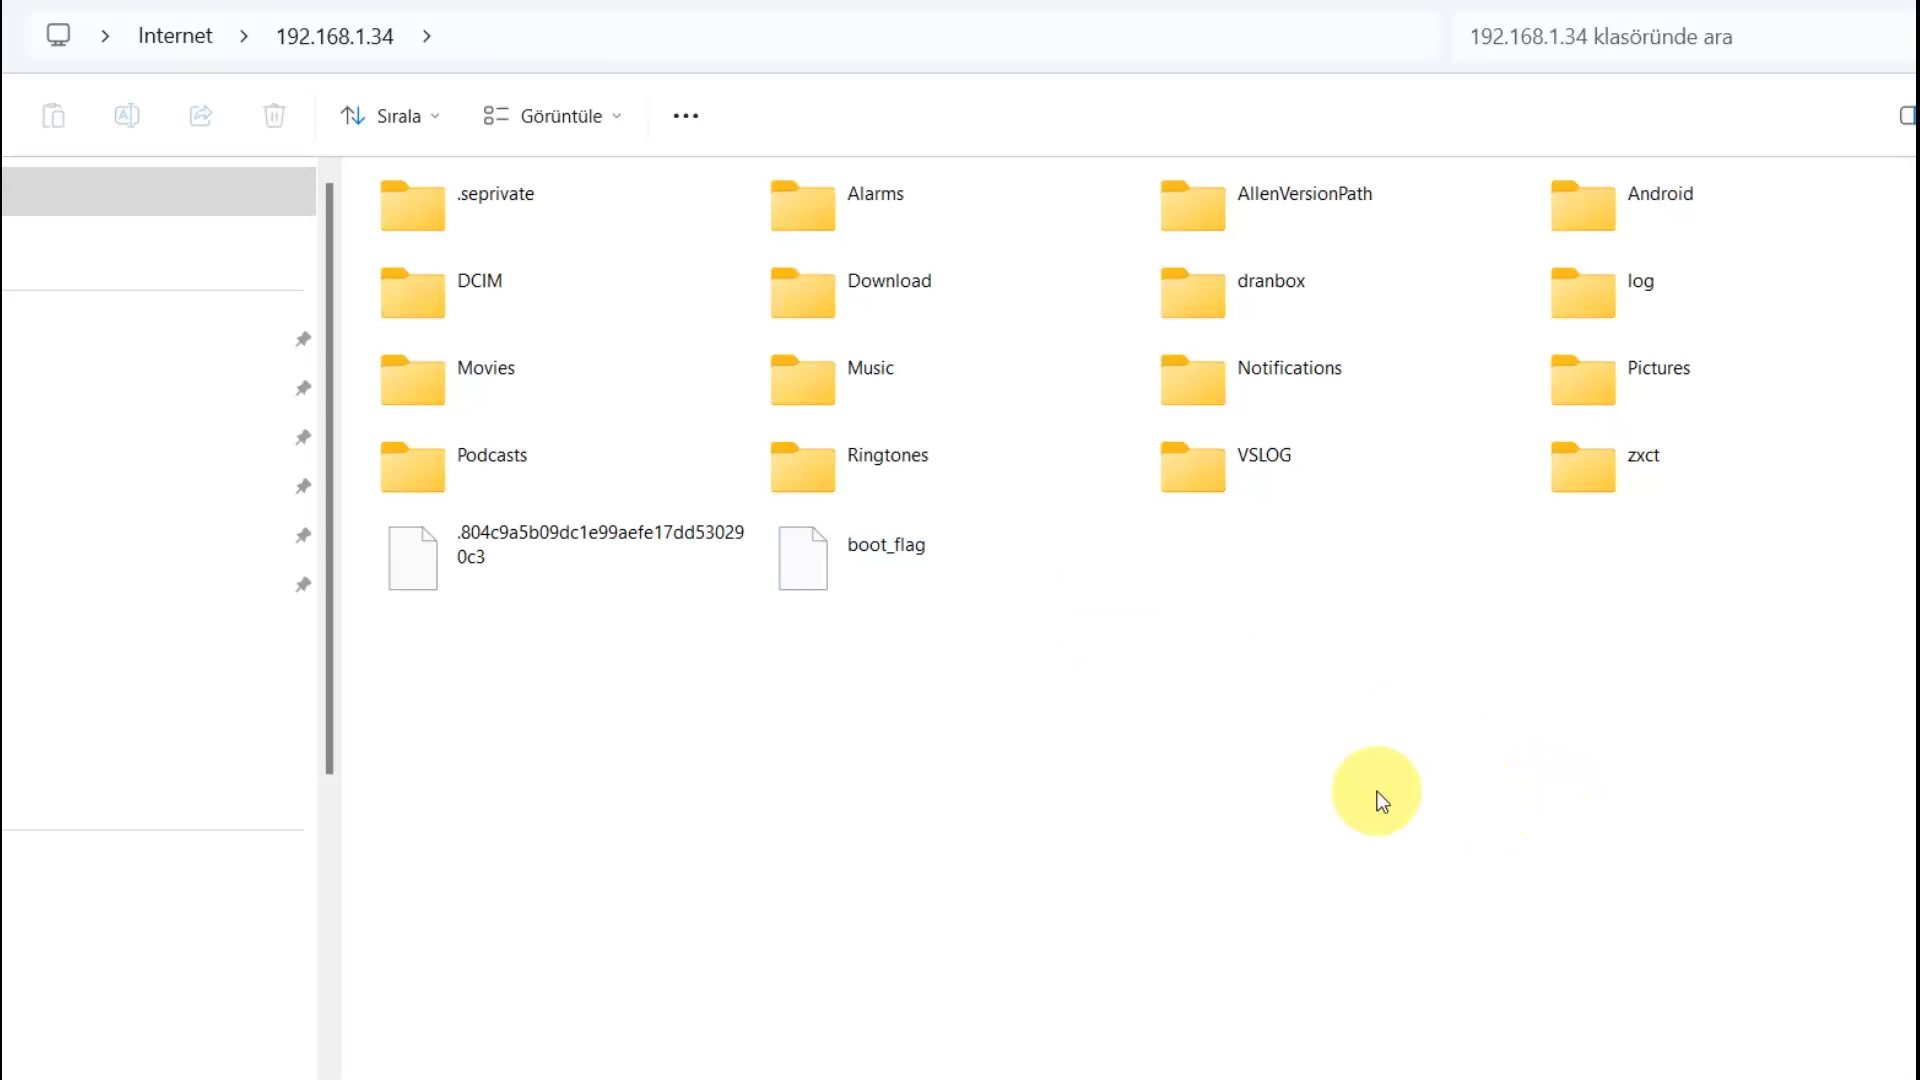 Internet
192.168.1.34
192.168.1.34 klasöründe ara
Sırala
Görüntüle
.seprivate
Alarms
AllenVersionPath
Android
DCIM
Download
dranbox
log
Movies
Music
Notifications
Pictures
Podcasts
Ringtones
VSLOG
zxct
.804c9a5b09dc1e99aefe17dd53029
0c3
boot_flag